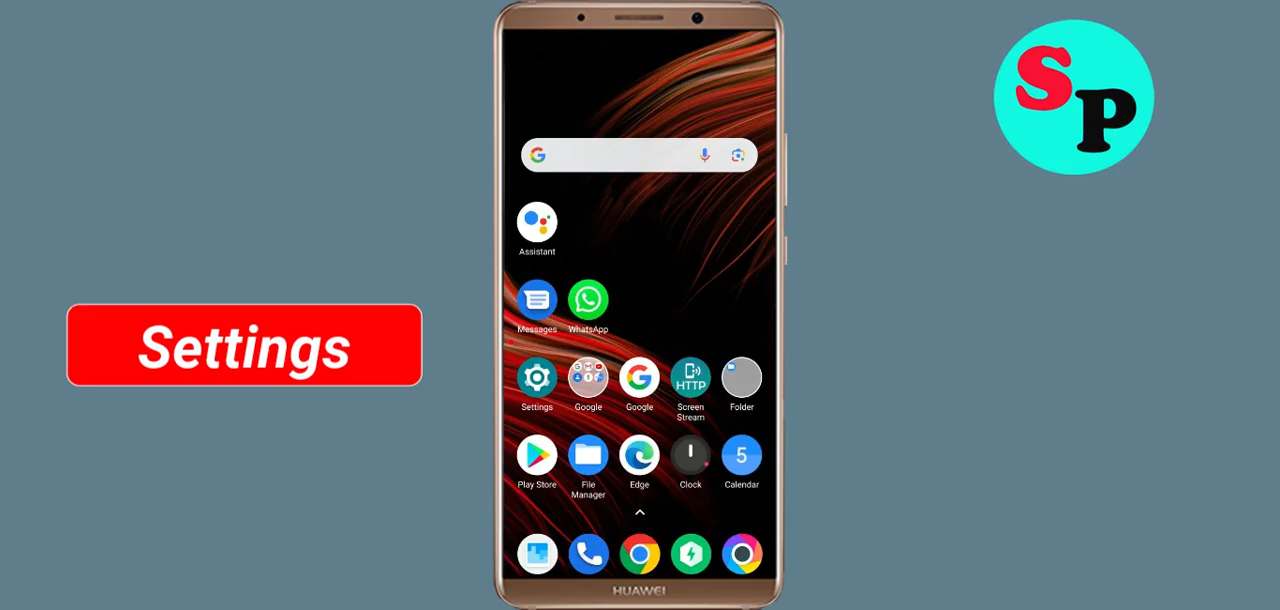 SP
Assistant
Messages WhatsApp
Settings
Settings Google Google Screen Stream Folder
HTTP
Play Store File Manager Edge Clock Calendar
5
HUAWEI